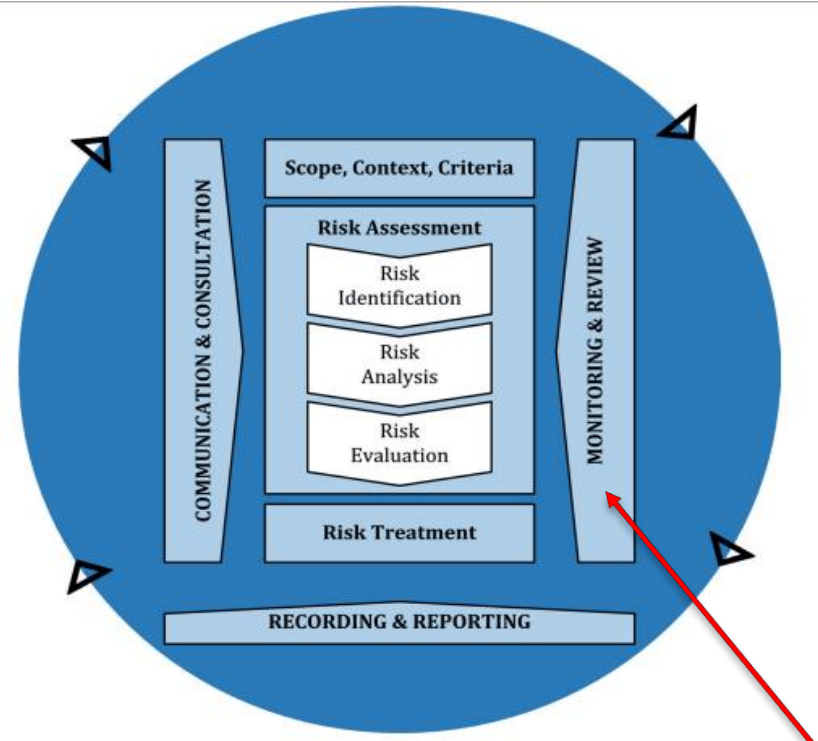 COMMUNICATION & CONSULTATION
Scope, Context, Criteria
Risk Assessment
Risk
Identification
Risk
Analysis
Risk
Evaluation
Risk Treatment
MONITORING & REVIEW
RECORDING & REPORTING